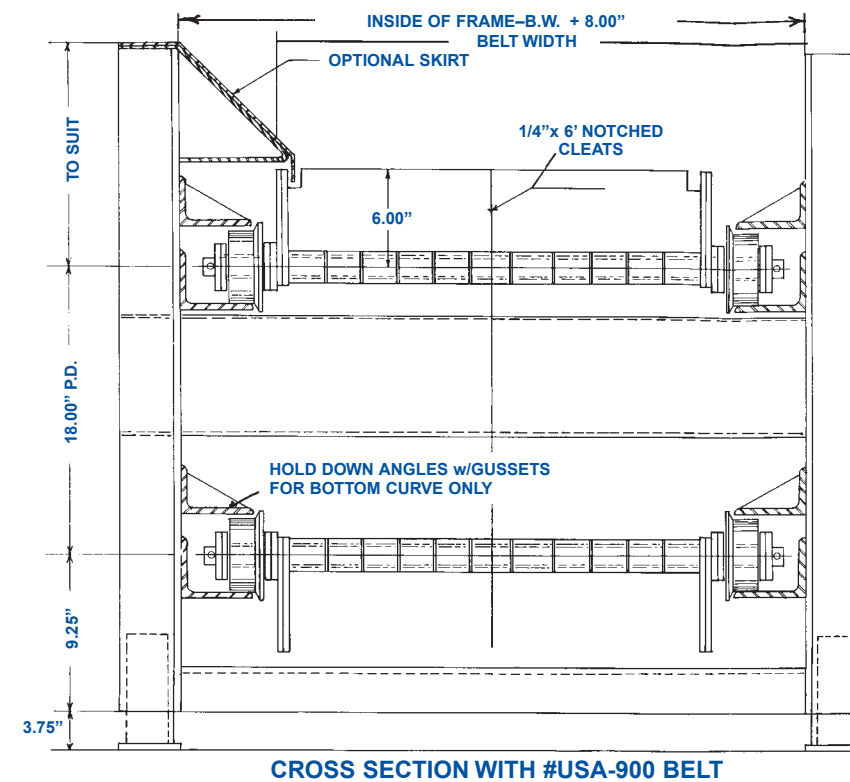 INSIDE OF FRAME–B.W. + 8.00”
BELT WIDTH
OPTIONAL SKIRT
TO SUIT
1/4”x 6’ NOTCHED
CLEATS
6.00”
18.00” P.D.
HOLD DOWN ANGLES w/GUSSETS
FOR BOTTOM CURVE ONLY
9.25”
3.75”
CROSS SECTION WITH #USA-900 BELT